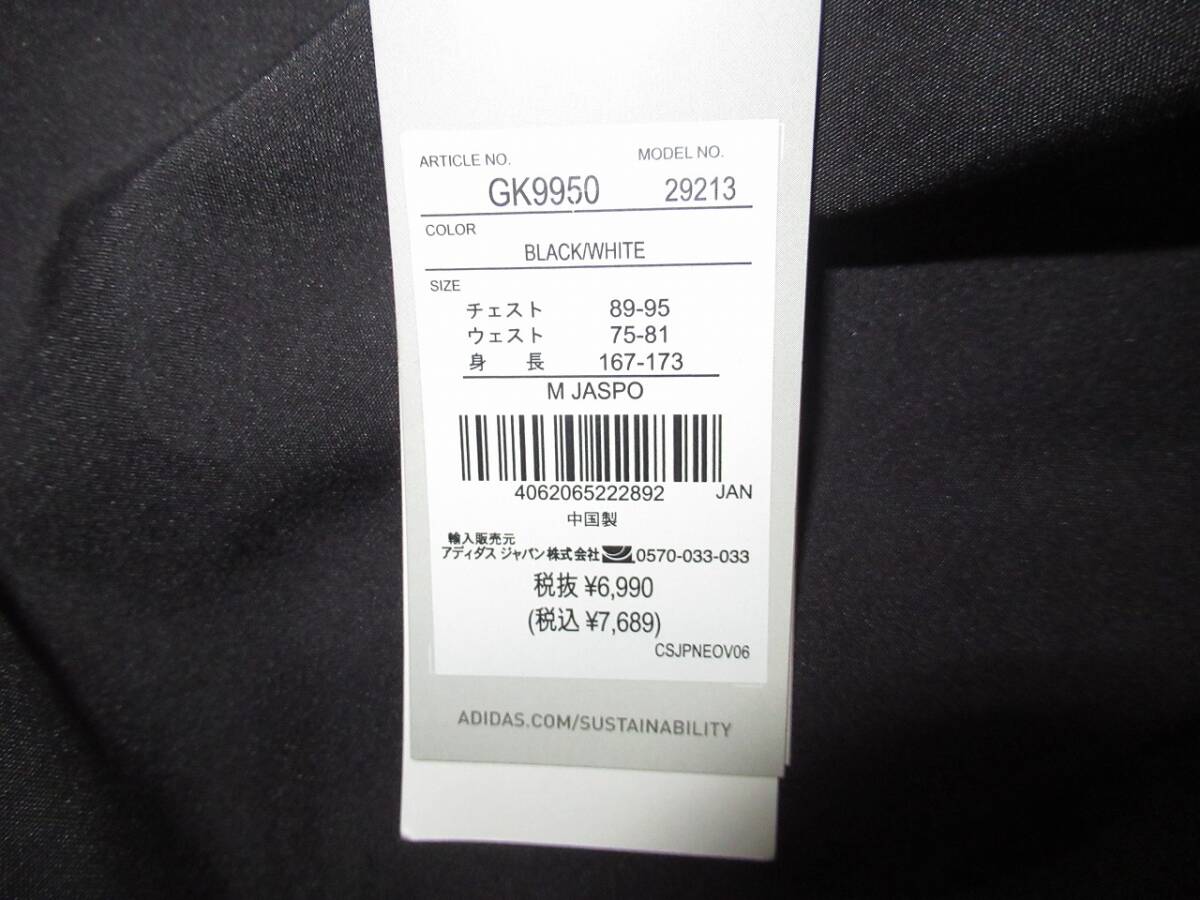 ARTICLE NO. MODEL NO.
GK9950 29213
COLOR
BLACK/WHITE
SIZE
チェスト 89-95
ウェスト 75-81
身 長 167-173
M JASPO
4062065222892 JAN
中国製
輸入販売元
アディダス ジャパン株式会社 0570-033-033
税抜 ¥6,990
(税込 ¥7,689)
CSJPNEOV06
ADIDAS.COM/SUSTAINABILITY